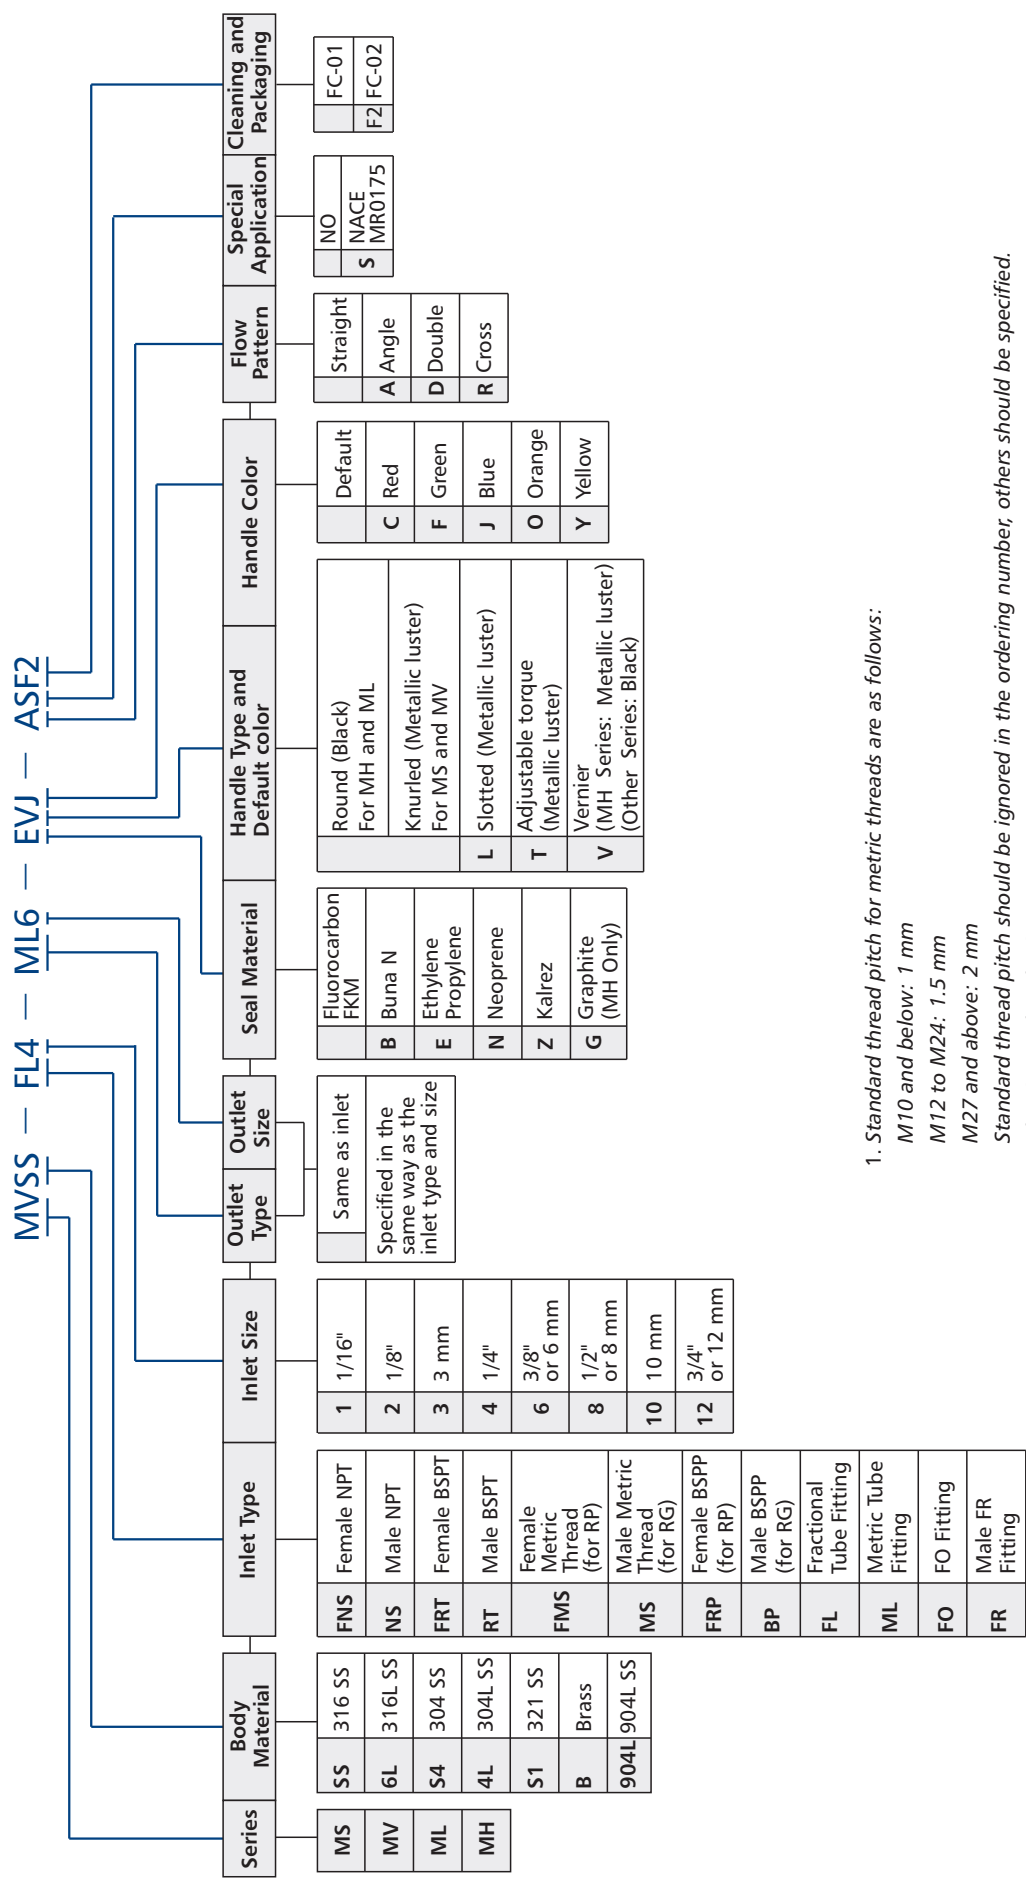 MVSS — FL4 — ML6 — EVJ — ASF2
Series
MS
MV
ML
MH
Body
Material
SS 316 SS
6L 316L SS
S4 304 SS
4L 304L SS
S1 321 SS
B Brass
904L 904L SS
Inlet Type
FNS Female NPT
NS Male NPT
FRT Female BSPT
RT Male BSPT
FMS Female
Metric
Thread
(for RP)
MS Male Metric
Thread
(for RG)
FRP Female BSPP
(for RP)
BP Male BSPP
(for RG)
FL Fractional
Tube Fitting
ML Metric Tube
Fitting
FO FO Fitting
FR Male FR
Fitting
Inlet Size
1 1/16"
2 1/8"
3 3 mm
4 1/4"
6 3/8"
or 6 mm
8 1/2"
or 8 mm
10 10 mm
12 3/4"
or 12 mm
Outlet
Type
Outlet
Size
Same as inlet
Specified in the
same way as the
inlet type and size
Seal Material
Fluorocarbon
FKM
B Buna N
E Ethylene
Propylene
N Neoprene
Z Kalrez
G Graphite
(MH Only)
Handle Type and
Default color
Round (Black)
For MH and ML
Knurled (Metallic luster)
For MS and MV
L Slotted (Metallic luster)
T Adjustable torque
(Metallic luster)
V Vernier
(MH Series: Metallic luster)
(Other Series: Black)
Handle Color
Default
C Red
F Green
J Blue
O Orange
Y Yellow
Flow
Pattern
Straight
A Angle
D Double
R Cross
Special
Application
NO
S NACE
MR0175
Cleaning and
Packaging
FC-01
F2 FC-02
1. Standard thread pitch for metric threads are as follows:
M10 and below: 1 mm
M12 to M24: 1.5 mm
M27 and above: 2 mm
Standard thread pitch should be ignored in the ordering number, others should be specified.